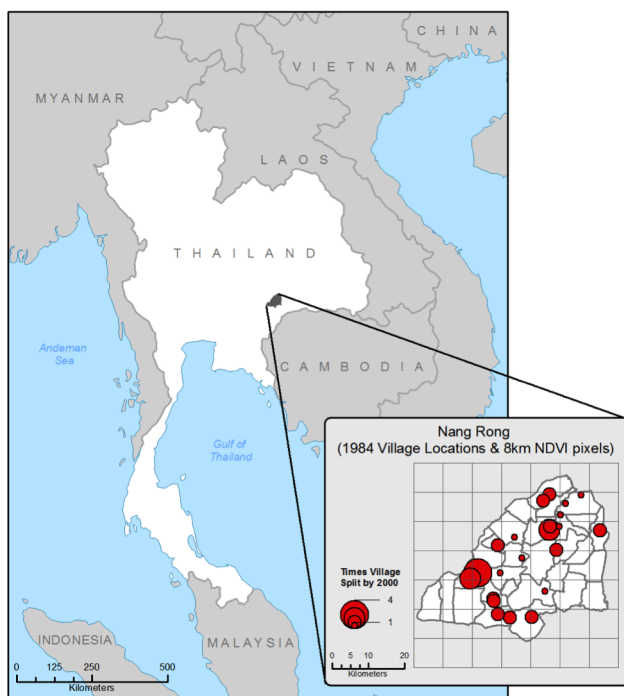 CHINA
VIETNAM
MYANMAR
LAOS
THAILAND
Andeman
Sea
CAMBODIA
Gulf of
Thailand
Nang Rong
(1984 Village Locations & 8km NDVI pixels)
Times Village
Split by 2000
4
1
0 5 10 20
Kilometers
INDONESIA
MALAYSIA
0 125 250 500
Kilometers